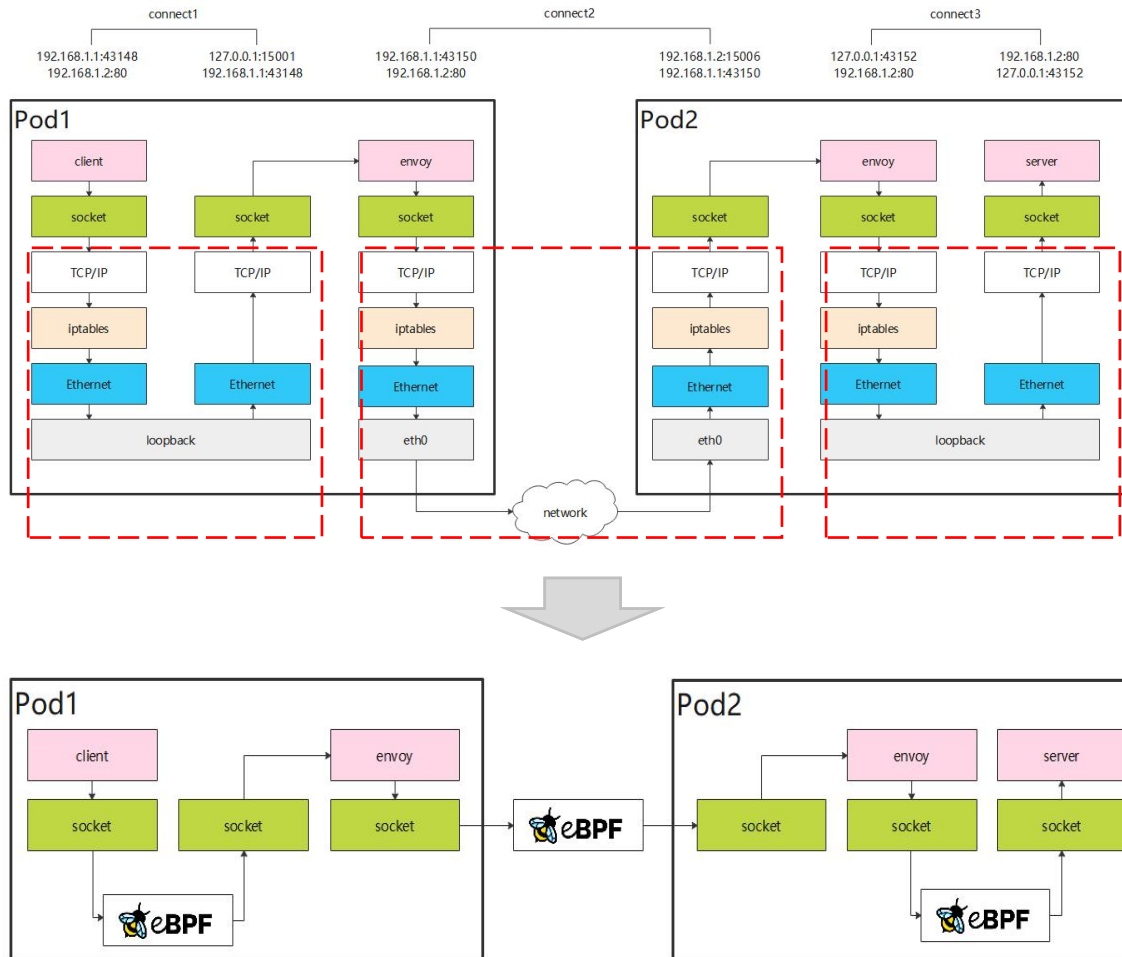 connect1
connect2
connect3
192.168.1.1:43148
192.168.1.2:80
127.0.0.1:15001
192.168.1.1:43148
192.168.1.1:43150
192.168.1.2:80
192.168.1.2:15006
192.168.1.1:43150
127.0.0.1:43152
192.168.1.2:80
192.168.1.2:80
127.0.0.1:43152
Pod1
client
envoy
socket
socket
socket
TCP/IP
TCP/IP
TCP/IP
iptables
iptables
Ethernet
Ethernet
Ethernet
loopback
eth0
network
Pod2
envoy
server
socket
socket
socket
TCP/IP
TCP/IP
TCP/IP
iptables
iptables
Ethernet
Ethernet
Ethernet
eth0
loopback
Pod1
client
envoy
socket
socket
socket
eBPF
eBPF
Pod2
envoy
server
socket
socket
socket
eBPF